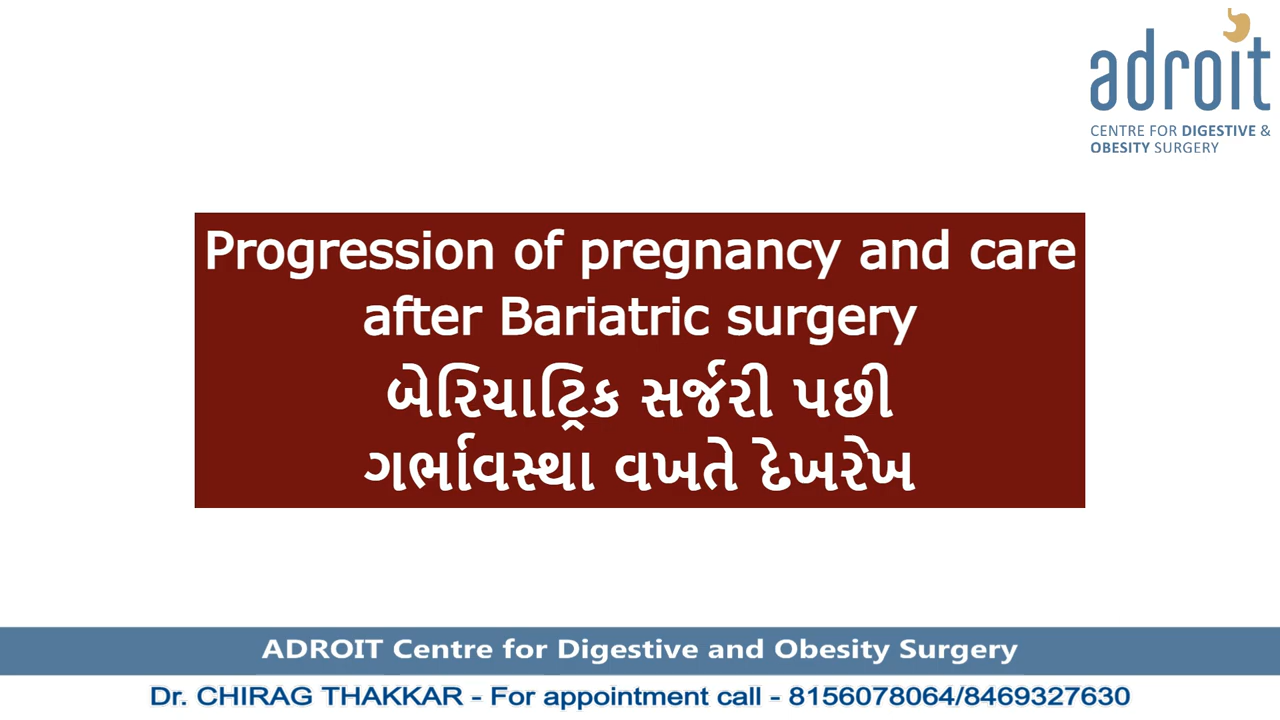 adroit
CENTRE FOR DIGESTIVE &
OBESITY SURGERY
Progression of pregnancy and care
after Bariatric surgery
બેરિયાટ્રિક સર્જરી પછી
ગર્ભાવસ્થા વખતે દેખરેખ
ADROIT Centre for Digestive and Obesity Surgery
Dr. CHIRAG THAKKAR - For appointment call - 8156078064/8469327630